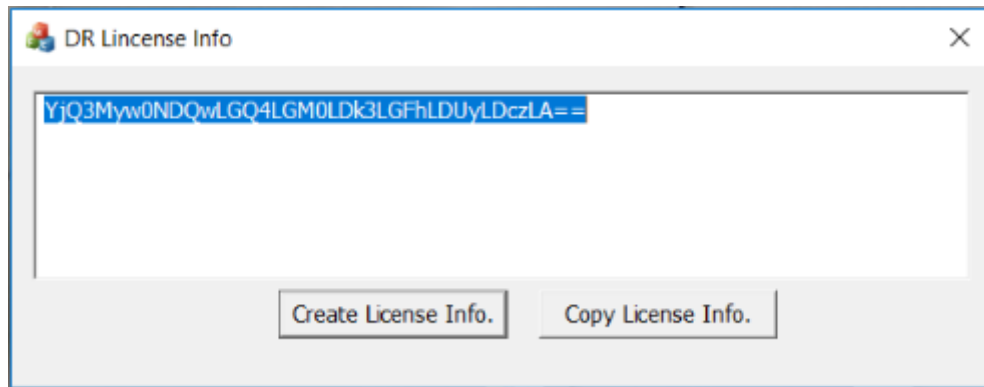 DR Lincense Info
YjQ3Myw0NDQwLGQ4LGM0LDk3LGFhLDUyLDczLA==
Create License Info.
Copy License Info.